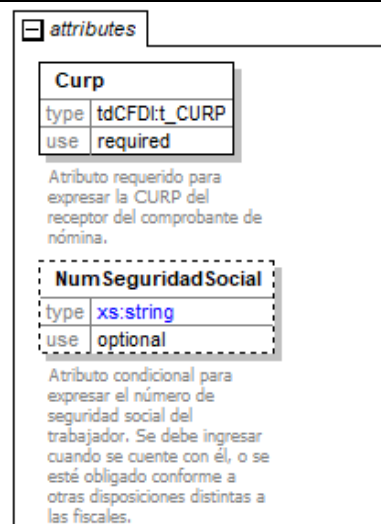 attributes
Curp
type tdCFDI:t_CURP
use required
Atributo requerido para
expresar la CURP del
receptor del comprobante de
nómina.
NumSeguridadSocial
type xs:string
use optional
Atributo condicional para
expresar el número de
seguridad social del
trabajador. Se debe ingresar
cuando se cuente con él, o se
esté obligado conforme a
otras disposiciones distintas a
las fiscales.